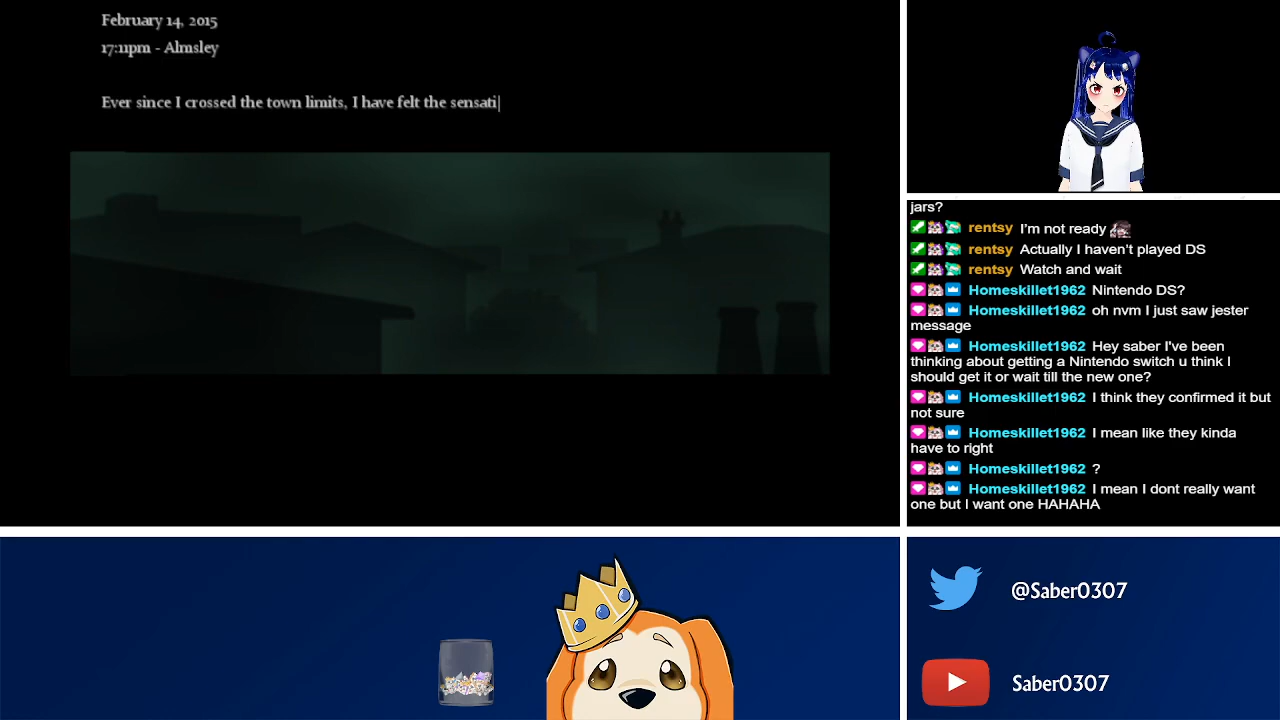 February 14, 2015
17:11pm - Almsley
Ever since I crossed the town limits, I have felt the sensati
jars?
rentsy I'm not ready
rentsy Actually I haven't played DS
rentsy Watch and wait
Homeskillet1962 Nintendo DS?
Homeskillet1962 oh nvm I just saw jester
message
Homeskillet1962 Hey saber I've been
thinking about getting a Nintendo switch u think I
should get it or wait till the new one?
Homeskillet1962 I think they confirmed it but
not sure
Homeskillet1962 I mean like they kinda
have to right
Homeskillet1962 ?
Homeskillet1962 I mean I dont really want
one but I want one HAHAHA
@Saber0307
Saber0307